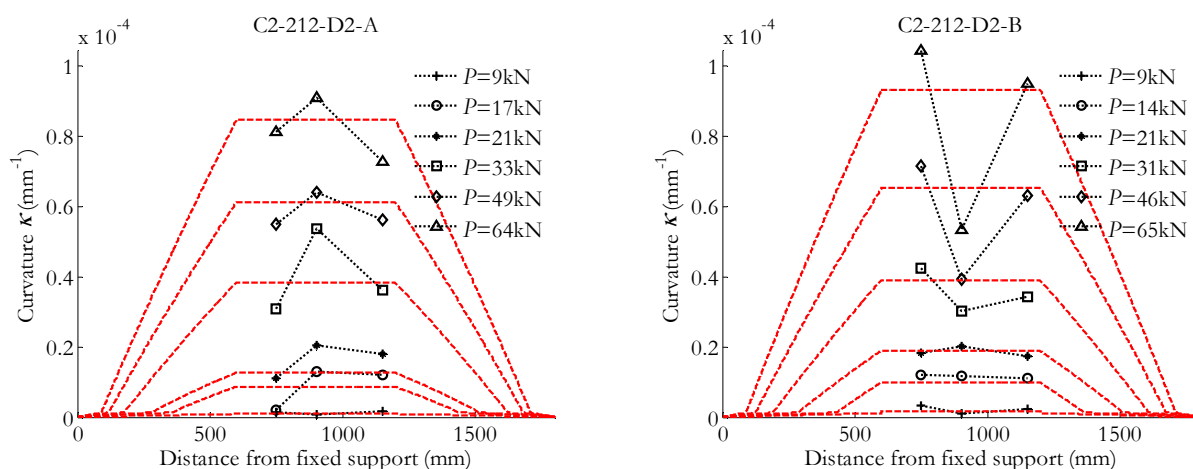 C2-212-D2-A
x 10⁻⁴
P=9kN
P=17kN
P=21kN
P=33kN
P=49kN
P=64kN
1
0.8
0.6
0.4
0.2
0
Curvature κ (mm⁻¹)
0 500 1000 1500
Distance from fixed support (mm)
C2-212-D2-B
x 10⁻⁴
P=9kN
P=14kN
P=21kN
P=31kN
P=46kN
P=65kN
1
0.8
0.6
0.4
0.2
0
Curvature κ (mm⁻¹)
0 500 1000 1500
Distance from fixed support (mm)